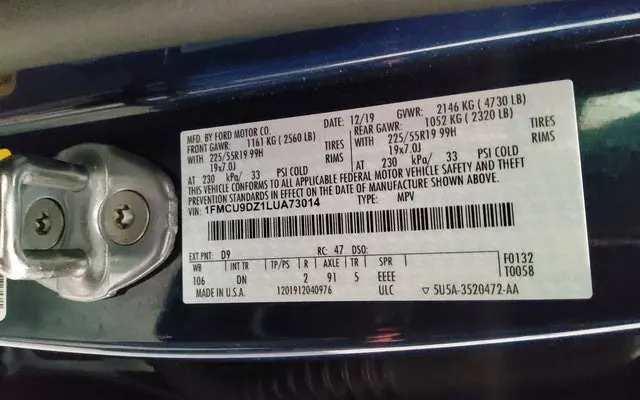 MFD. BY FORD MOTOR CO. 12/19 GVWR: 2146 KG ( 4730 LB)
FRONT GAWR: 1161 KG ( 2560 LB) REAR GAWR: 1052 KG ( 2320 LB)
WITH 225/55R19 99H TIRES WITH 225/55R19 99H TIRES
19x7.0J RIMS 19x7.0J RIMS
AT 230 kPa/ 33 PSI COLD AT 230 kPa/ 33 PSI COLD
THIS VEHICLE CONFORMS TO ALL APPLICABLE FEDERAL MOTOR VEHICLE SAFETY AND THEFT
PREVENTION STANDARDS IN EFFECT ON THE DATE OF MANUFACTURE SHOWN ABOVE.
VIN: 1FMCU9DZ1LUA73014 TYPE: MPV
EXT PNT: D9 RC: 47 DSO: F0132
WB INT TR TP/PS R AXLE TR SPR T0058
106 DN 2 91 5 EEEE
MADE IN U.S.A. 1201912040976 ULC ▽ 5U5A-3520472-AA